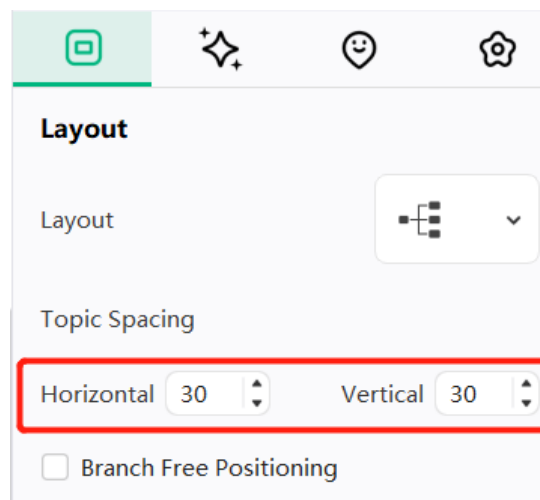 Layout
Layout
Topic Spacing
Horizontal 30 Vertical 30
Branch Free Positioning